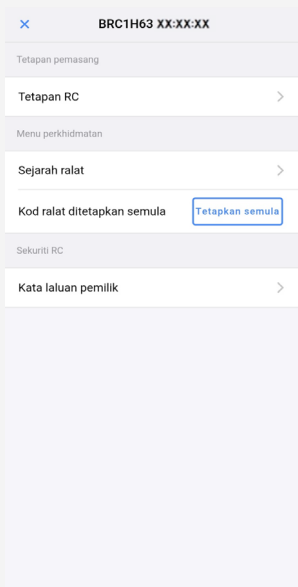 BRC1H63 XX:XX:XX
Tetapan pemasang
Tetapan RC
Menu perkhidmatan
Sejarah ralat
Kod ralat ditetapkan semula Tetapkan semula
Sekuriti RC
Kata laluan pemilik